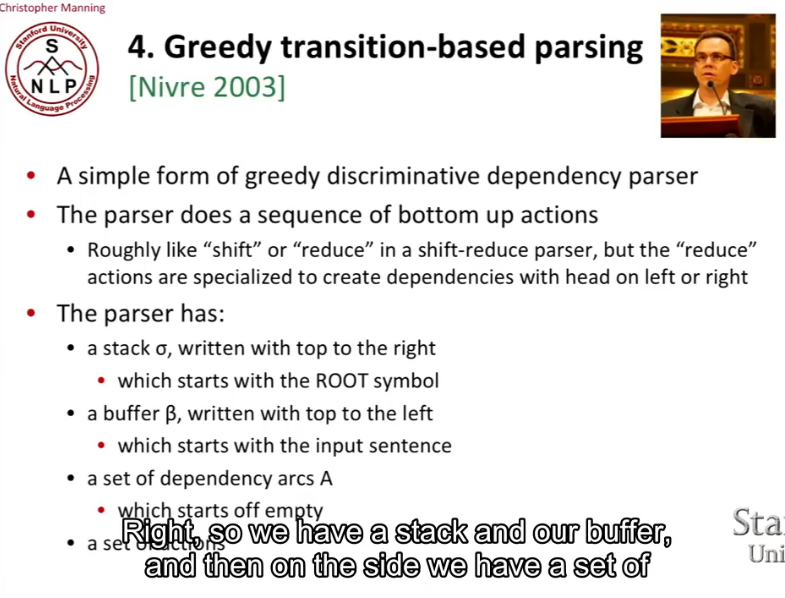 Christopher Manning
Stanford University
S
NLP
Natural Language Processing
4. Greedy transition-based parsing
[Nivre 2003]
• A simple form of greedy discriminative dependency parser
• The parser does a sequence of bottom up actions
• Roughly like “shift” or “reduce” in a shift-reduce parser, but the “reduce”
actions are specialized to create dependencies with head on left or right
• The parser has:
• a stack σ, written with top to the right
• which starts with the ROOT symbol
• a buffer β, written with top to the left
• which starts with the input sentence
• a set of dependency arcs A
• which starts off empty
• a set of actions
Right, so we have a stack and our buffer,
and then on the side we have a set of
Sta
Uni